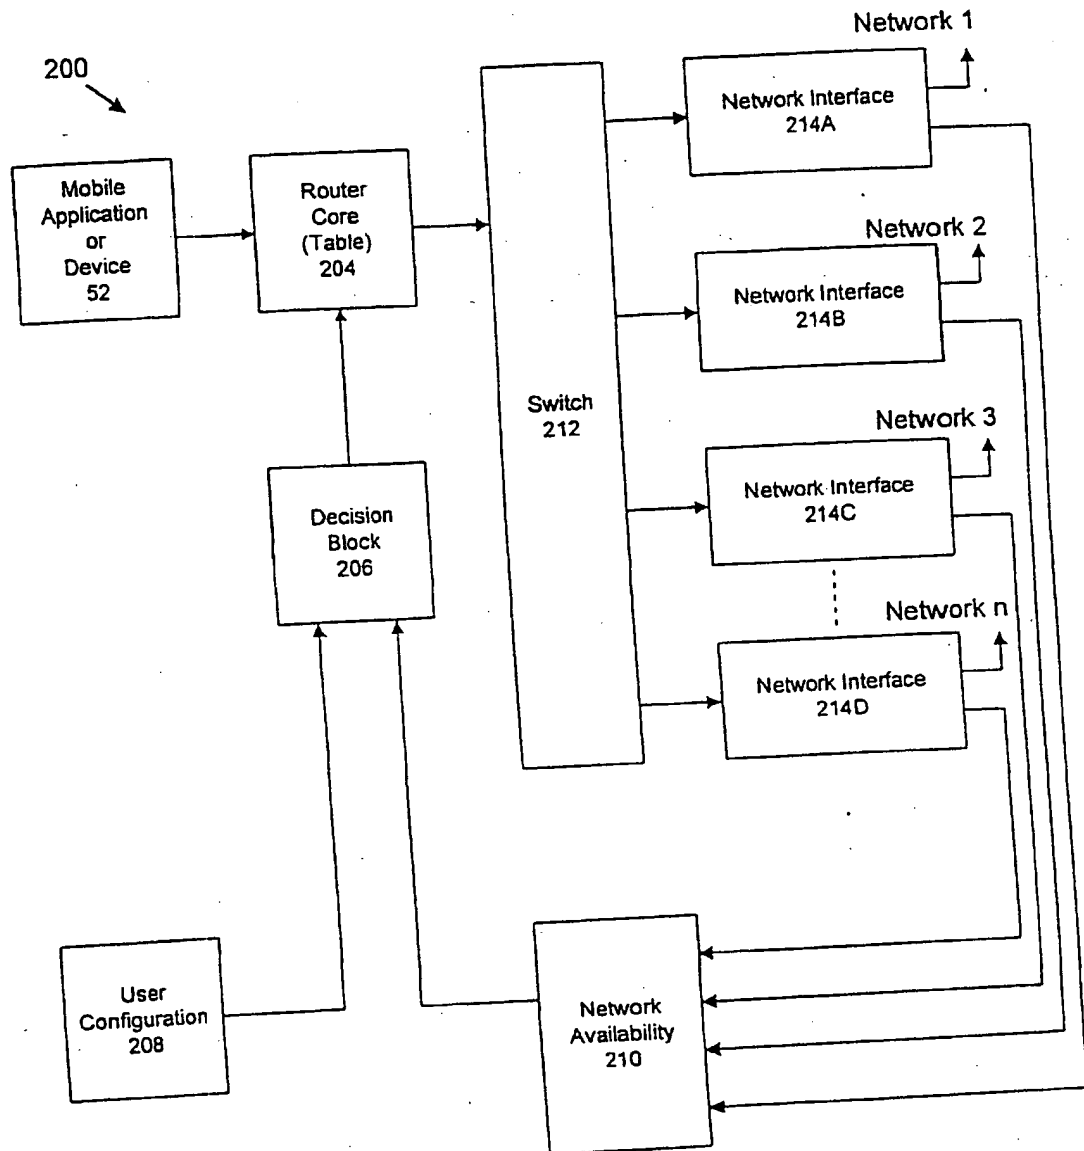 200
Mobile
Application
or
Device
52
Router
Core
(Table)
204
Decision
Block
206
User
Configuration
208
Switch
212
Network 1
Network Interface
214A
Network 2
Network Interface
214B
Network 3
Network Interface
214C
Network n
Network Interface
214D
Network
Availability
210